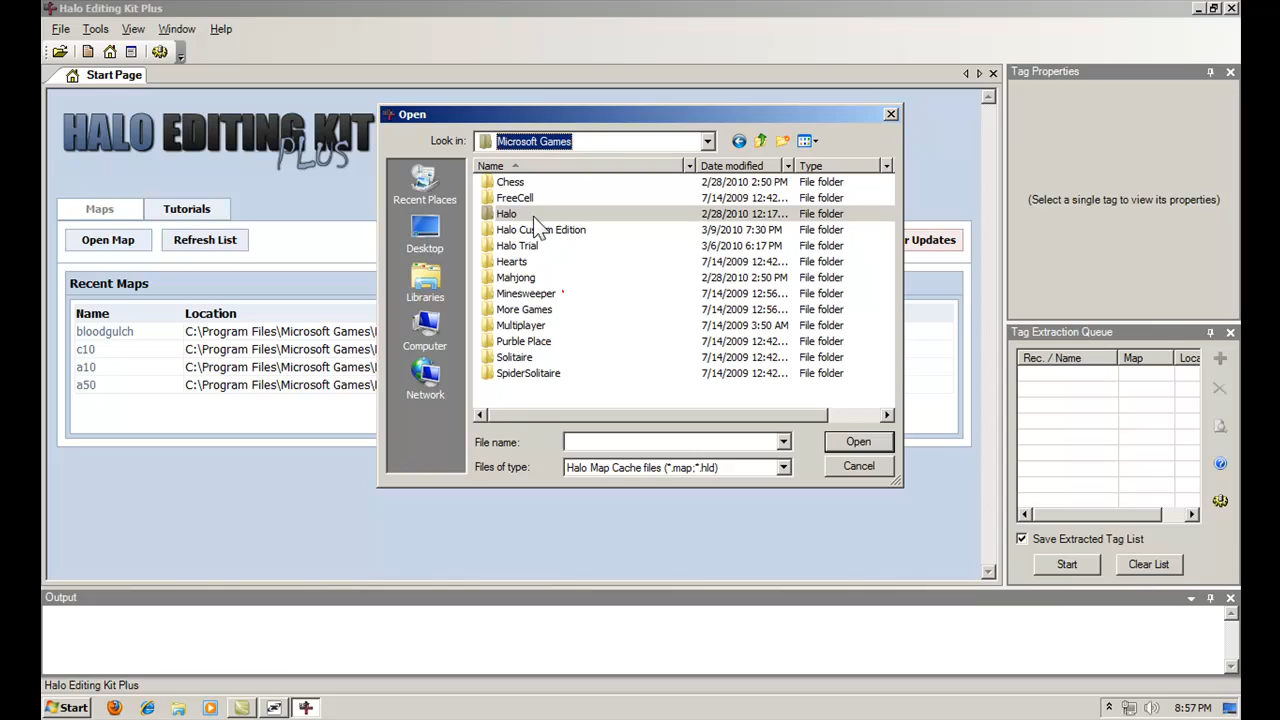 Halo Editing Kit Plus
File Tools View Window Help
Start Page
HALO EDITING KIT
PLUS
Maps Tutorials
Open Map Refresh List
r Updates
Recent Maps
Name Location
bloodgulch C:\Program Files\Microsoft Games\
c10 C:\Program Files\Microsoft Games\
a10 C:\Program Files\Microsoft Games\
a50 C:\Program Files\Microsoft Games\
Open
Look in: Microsoft Games
Name Date modified Type
Recent Places
Desktop
Libraries
Computer
Network
Chess 2/28/2010 2:50 PM File folder
FreeCell 7/14/2009 12:42... File folder
Halo 2/28/2010 12:17... File folder
Halo Custom Edition 3/9/2010 7:30 PM File folder
Halo Trial 3/6/2010 6:17 PM File folder
Hearts 7/14/2009 12:42... File folder
Mahjong 2/28/2010 2:50 PM File folder
Minesweeper 7/14/2009 12:56... File folder
More Games 7/14/2009 12:56... File folder
Multiplayer 7/14/2009 3:50 AM File folder
Purble Place 7/14/2009 12:42... File folder
Solitaire 7/14/2009 12:42... File folder
SpiderSolitaire 7/14/2009 12:42... File folder
File name: Open
Files of type: Halo Map Cache files (*.map;*.hld) Cancel
Tag Properties
(Select a single tag to view its properties)
Tag Extraction Queue
Rec. / Name Map Loca
Save Extracted Tag List
Start Clear List
Output
Halo Editing Kit Plus
Start 8:57 PM